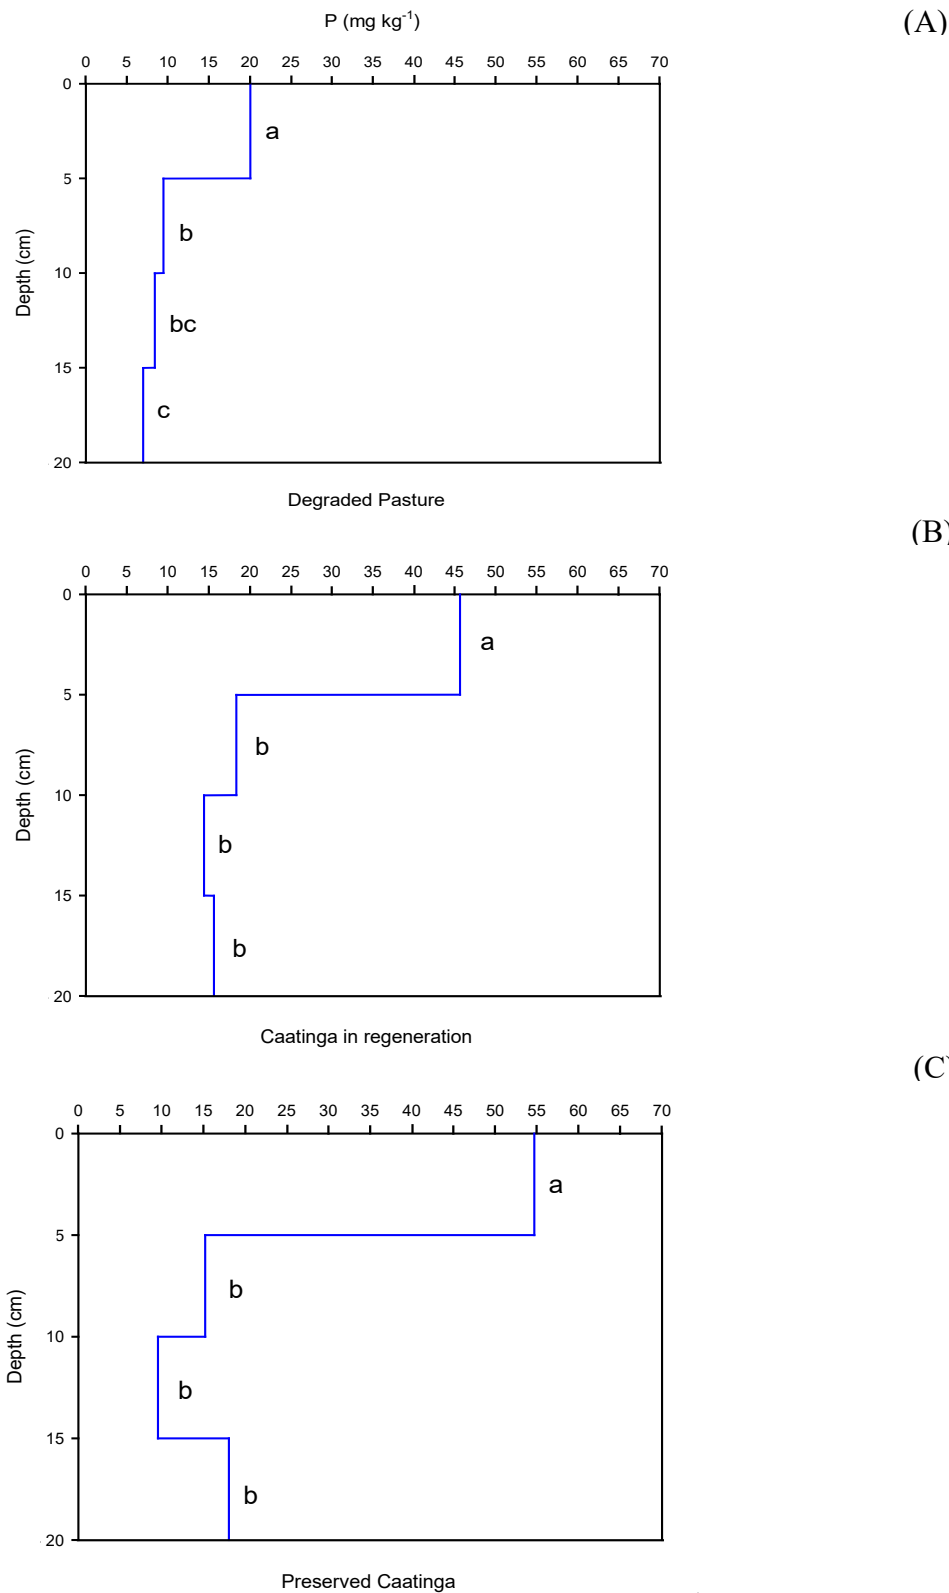 P (mg kg-1)
(A)
0 5 10 15 20 25 30 35 40 45 50 55 60 65 70
0
a
5
b
Depth (cm)
10
bc
15
c
20
Degraded Pasture
(B)
0 5 10 15 20 25 30 35 40 45 50 55 60 65 70
0
a
5
b
Depth (cm)
10
b
15
b
20
Caatinga in regeneration
(C)
0 5 10 15 20 25 30 35 40 45 50 55 60 65 70
0
a
5
b
Depth (cm)
10
b
15
b
20
Preserved Caatinga